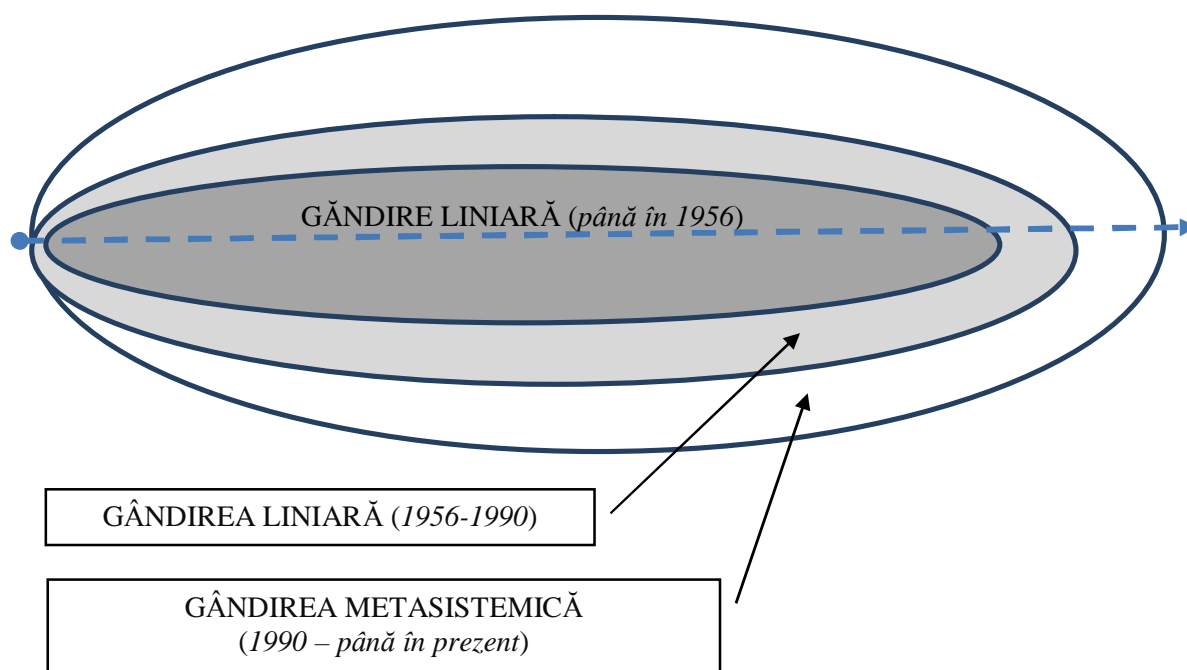 GĂNDIRE LINIARĂ (până în 1956)
GÂNDIREA LINIARĂ (1956-1990)
GÂNDIREA METASISTEMICĂ
(1990 – până în prezent)